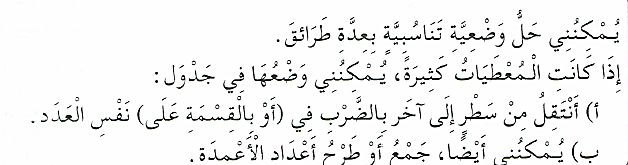 يُمْكِنُنِي حَلُّ وَضْعِيَّةٍ تَنَاسُبِيَّةٍ بِعِدَّةِ طَرَائِقَ.
إِذَا كَانَتِ الْمُعْطَيَاتُ كَثِيرَةً، يُمْكِنُنِي وَضْعُهَا فِي جَدْوَلٍ :
أ) أَنْتَقِلُ مِنْ سَطْرٍ إِلَى آخَر بِالضَّرْبِ فِي (أَوْ بِالْقِسْمَةِ عَلَى) نَفْسِ الْعَدَدِ.
ب) يُمْكِنُنِي أَيْضًا، جَمْعُ أَوْ طَرْحُ أَعْدَادِ الْأَعْمِدَةِ.